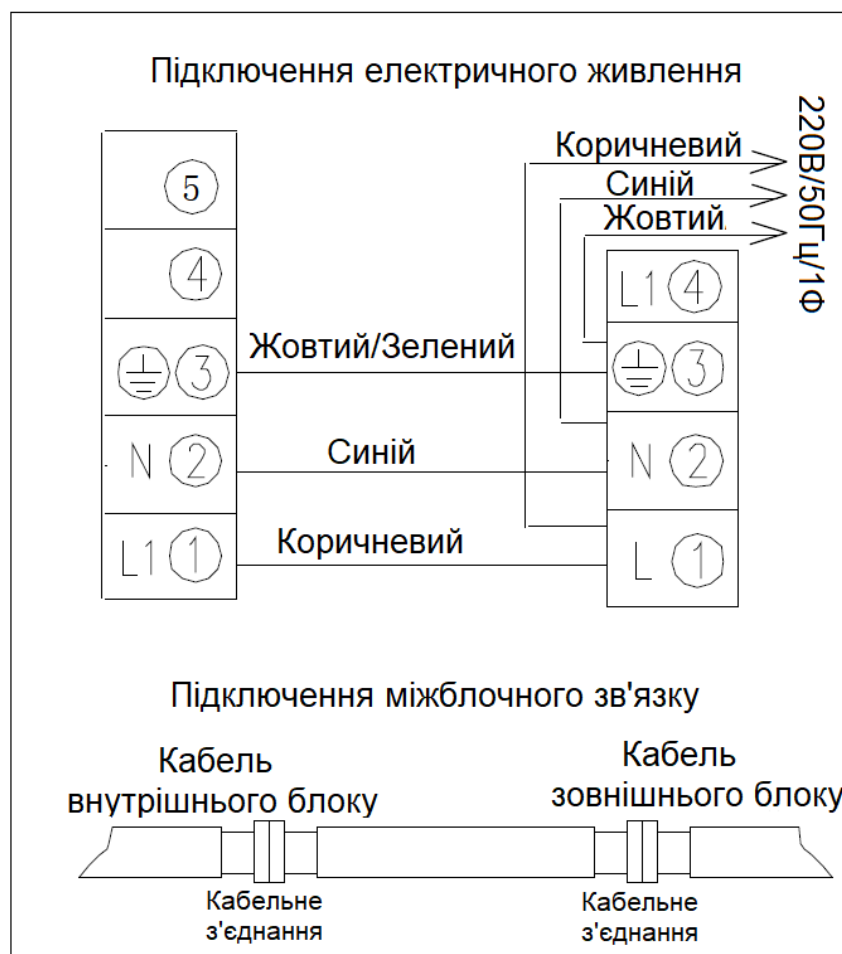 Підключення електричного живлення
Коричневий
Синій
Жовтий
220В/50Гц/1Ф
5
4
L1 4
Жовтий/Зелений
3
3
N 2
Синій
N 2
L1 1
Коричневий
L 1
Підключення міжблочного зв'язку
Кабель
внутрішнього блоку
Кабель
зовнішнього блоку
Кабельне
з'єднання
Кабельне
з'єднання